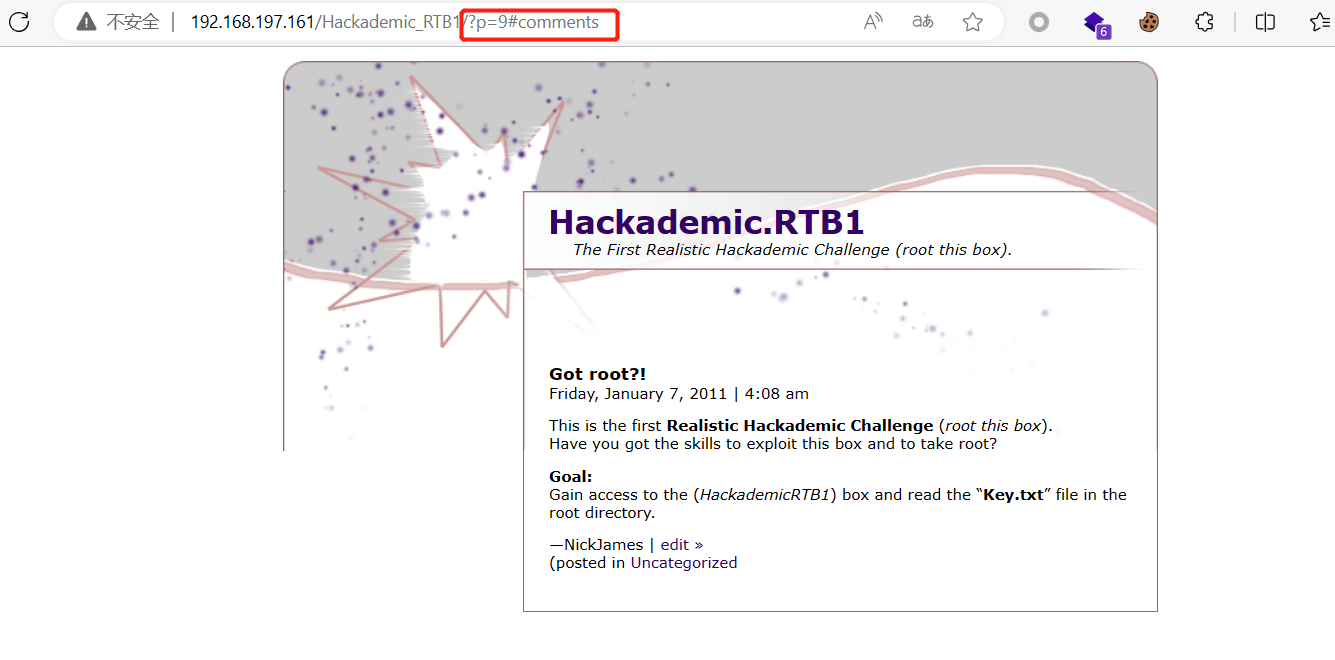 不安全 | 192.168.197.161/Hackademic_RTB1/?p=9#comments
A
aあ
6
Hackademic.RTB1
The First Realistic Hackademic Challenge (root this box).
Got root?!
Friday, January 7, 2011 | 4:08 am
This is the first Realistic Hackademic Challenge (root this box).
Have you got the skills to exploit this box and to take root?
Goal:
Gain access to the (HackademicRTB1) box and read the “Key.txt” file in the
root directory.
—NickJames | edit »
(posted in Uncategorized